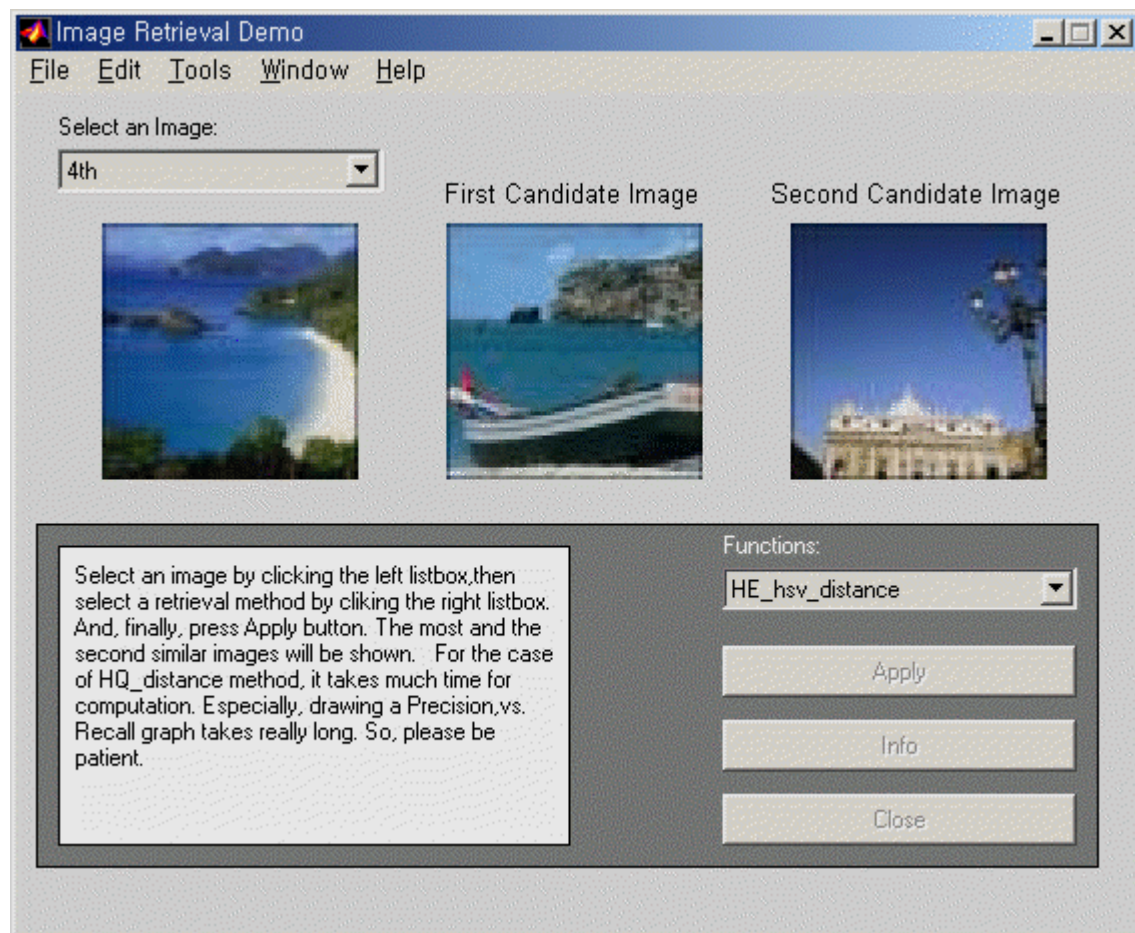 Image Retrieval Demo
File Edit Tools Window Help
Select an Image:
4th
First Candidate Image
Second Candidate Image
Select an image by clicking the left listbox,then
select a retrieval method by cliking the right listbox.
And, finally, press Apply button. The most and the
second similar images will be shown.   For the case
of HQ_distance method, it takes much time for
computation. Especially, drawing a Precision,vs.
Recall graph takes really long. So, please be
patient.
Functions:
HE_hsv_distance
Apply
Info
Close